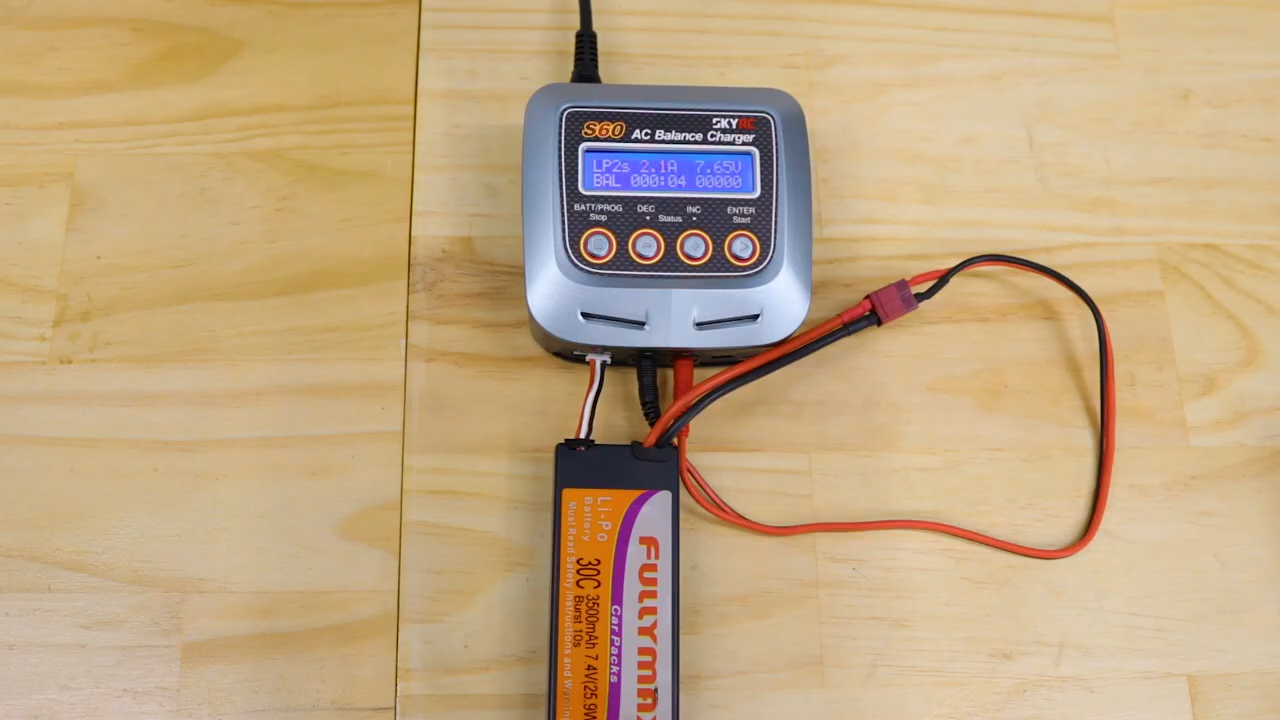 S60 SKYRC
AC Balance Charger
LP2s 2.1A 7.65V
BAL 000:04 00000
BATT/PROG DEC INC ENTER
Stop Status Start
Li-Po
Battery
Must Read Safety Instructions and
30C 3500mAh 7.4V(25.9W
Burst 10s
Car Packs
FULLYMAX